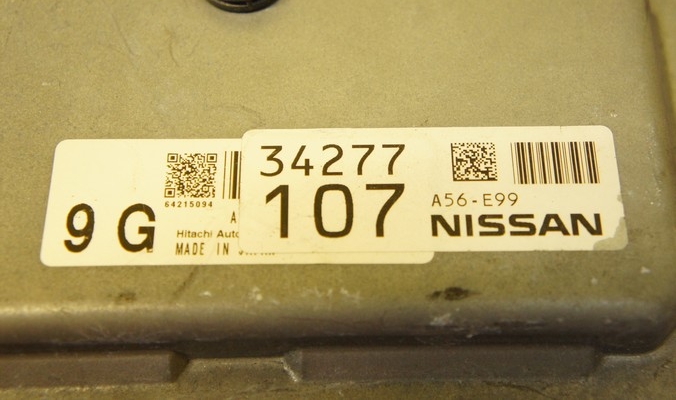 34277
107
A56-E99
NISSAN
64215094
9 G
A
Hitachi Auto
MADE IN